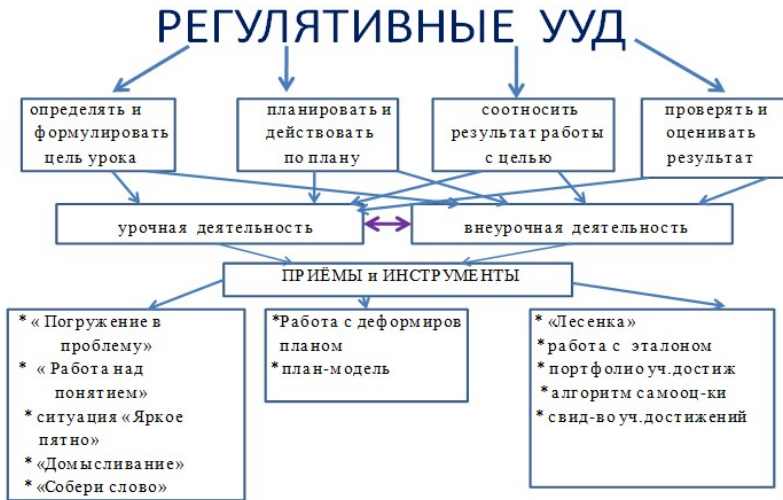 РЕГУЛЯТИВНЫЕ УУД
определять и
формулировать
цель урока
планировать и
действовать
по плану
соотносить
результат работы
с целью
проверять и
оценивать
результат
урочная деятельность
внеурочная деятельность
ПРИЁМЫ и ИНСТРУМЕНТЫ
* « Погружение в
проблему»
* « Работа над
понятием»
* ситуация «Яркое
пятно»
* «Домысливание»
* «Собери слово»
*Работа с деформиров
планом
*план-модель
* «Лесенка»
*работа с эталоном
* портфолио уч.достиж
*алгоритм самооц-ки
* свид-во уч.достижений